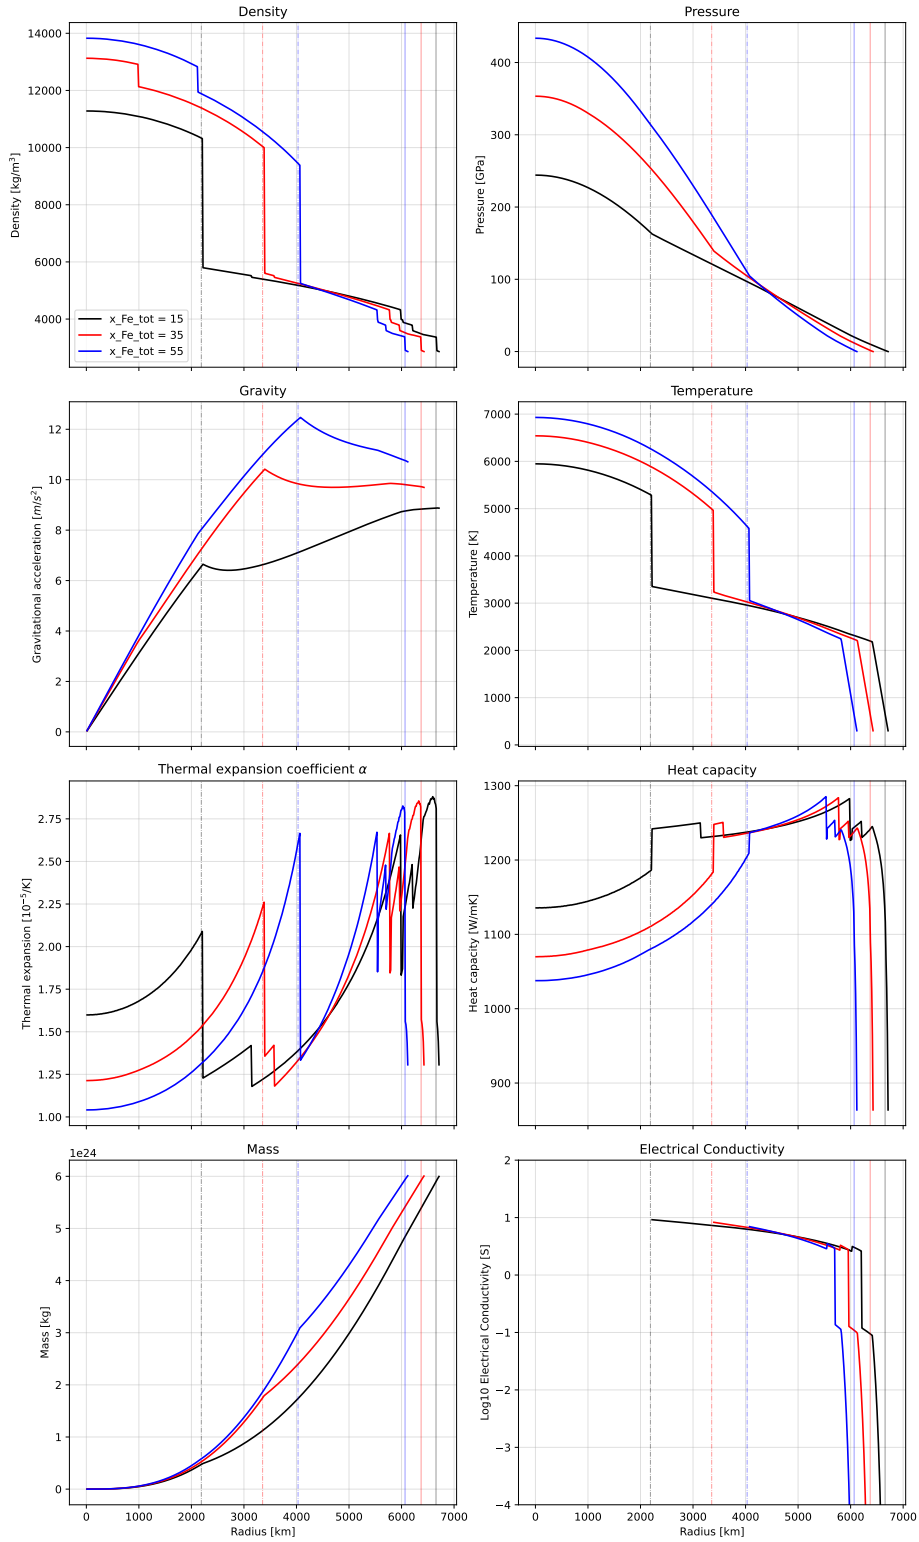 Density
Density [kg/m³]
14000
12000
10000
8000
6000
4000
x_Fe_tot = 15
x_Fe_tot = 35
x_Fe_tot = 55
Pressure
Pressure [GPa]
400
300
200
100
0
Gravity
Gravitational acceleration [m/s²]
12
10
8
6
4
2
0
Temperature
Temperature [K]
7000
6000
5000
4000
3000
2000
1000
0
Thermal expansion coefficient α
Thermal expansion [10⁻⁵/K]
2.75
2.50
2.25
2.00
1.75
1.50
1.25
1.00
Heat capacity
Heat capacity [W/mK]
1300
1200
1100
1000
900
Mass
1e24
Mass [kg]
6
5
4
3
2
1
0
0 1000 2000 3000 4000 5000 6000 7000
Radius [km]
Electrical Conductivity
Log10 Electrical Conductivity [S]
2
1
0
−1
−2
−3
−4
0 1000 2000 3000 4000 5000 6000 7000
Radius [km]